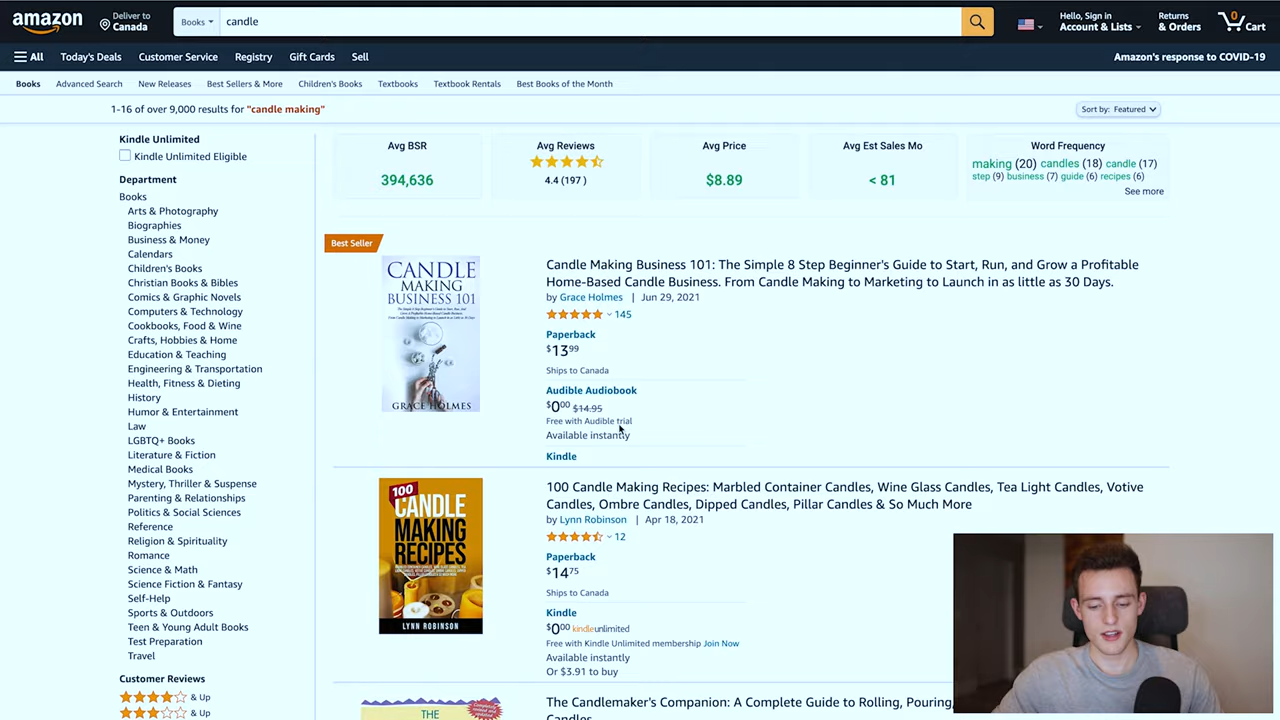 amazon
Deliver to
Canada
Books
candle
Hello, Sign in
Account & Lists
Returns
& Orders
0
Cart
All
Today's Deals
Customer Service
Registry
Gift Cards
Sell
Amazon's response to COVID-19
Books
Advanced Search
New Releases
Best Sellers & More
Children's Books
Textbooks
Textbook Rentals
Best Books of the Month
1-16 of over 9,000 results for "candle making"
Sort by: Featured
Kindle Unlimited
Kindle Unlimited Eligible
Department
Books
Arts & Photography
Biographies
Business & Money
Calendars
Children's Books
Christian Books & Bibles
Comics & Graphic Novels
Computers & Technology
Cookbooks, Food & Wine
Crafts, Hobbies & Home
Education & Teaching
Engineering & Transportation
Health, Fitness & Dieting
History
Humor & Entertainment
Law
LGBTQ+ Books
Literature & Fiction
Medical Books
Mystery, Thriller & Suspense
Parenting & Relationships
Politics & Social Sciences
Reference
Religion & Spirituality
Romance
Science & Math
Science Fiction & Fantasy
Self-Help
Sports & Outdoors
Teen & Young Adult Books
Test Preparation
Travel
Customer Reviews
& Up
& Up
Avg BSR
394,636
Avg Reviews
4.4 (197)
Avg Price
$8.89
Avg Est Sales Mo
< 81
Word Frequency
making (20) candles (18) candle (17)
step (9) business (7) guide (6) recipes (6)
See more
Best Seller
CANDLE
MAKING
BUSINESS 101
GRACE HOLMES
Candle Making Business 101: The Simple 8 Step Beginner's Guide to Start, Run, and Grow a Profitable
Home-Based Candle Business. From Candle Making to Marketing to Launch in as little as 30 Days.
by Grace Holmes | Jun 29, 2021
145
Paperback
$13 99
Ships to Canada
Audible Audiobook
$0 00 $14.95
Free with Audible trial
Available instantly
Kindle
100
CANDLE
MAKING
RECIPES
LYNN ROBINSON
100 Candle Making Recipes: Marbled Container Candles, Wine Glass Candles, Tea Light Candles, Votive
Candles, Ombre Candles, Dipped Candles, Pillar Candles & So Much More
by Lynn Robinson | Apr 18, 2021
12
Paperback
$14 75
Ships to Canada
Kindle
$0 00 kindleunlimited
Free with Kindle Unlimited membership Join Now
Available instantly
Or $3.91 to buy
THE
The Candlemaker's Companion: A Complete Guide to Rolling, Pouring,
Candles